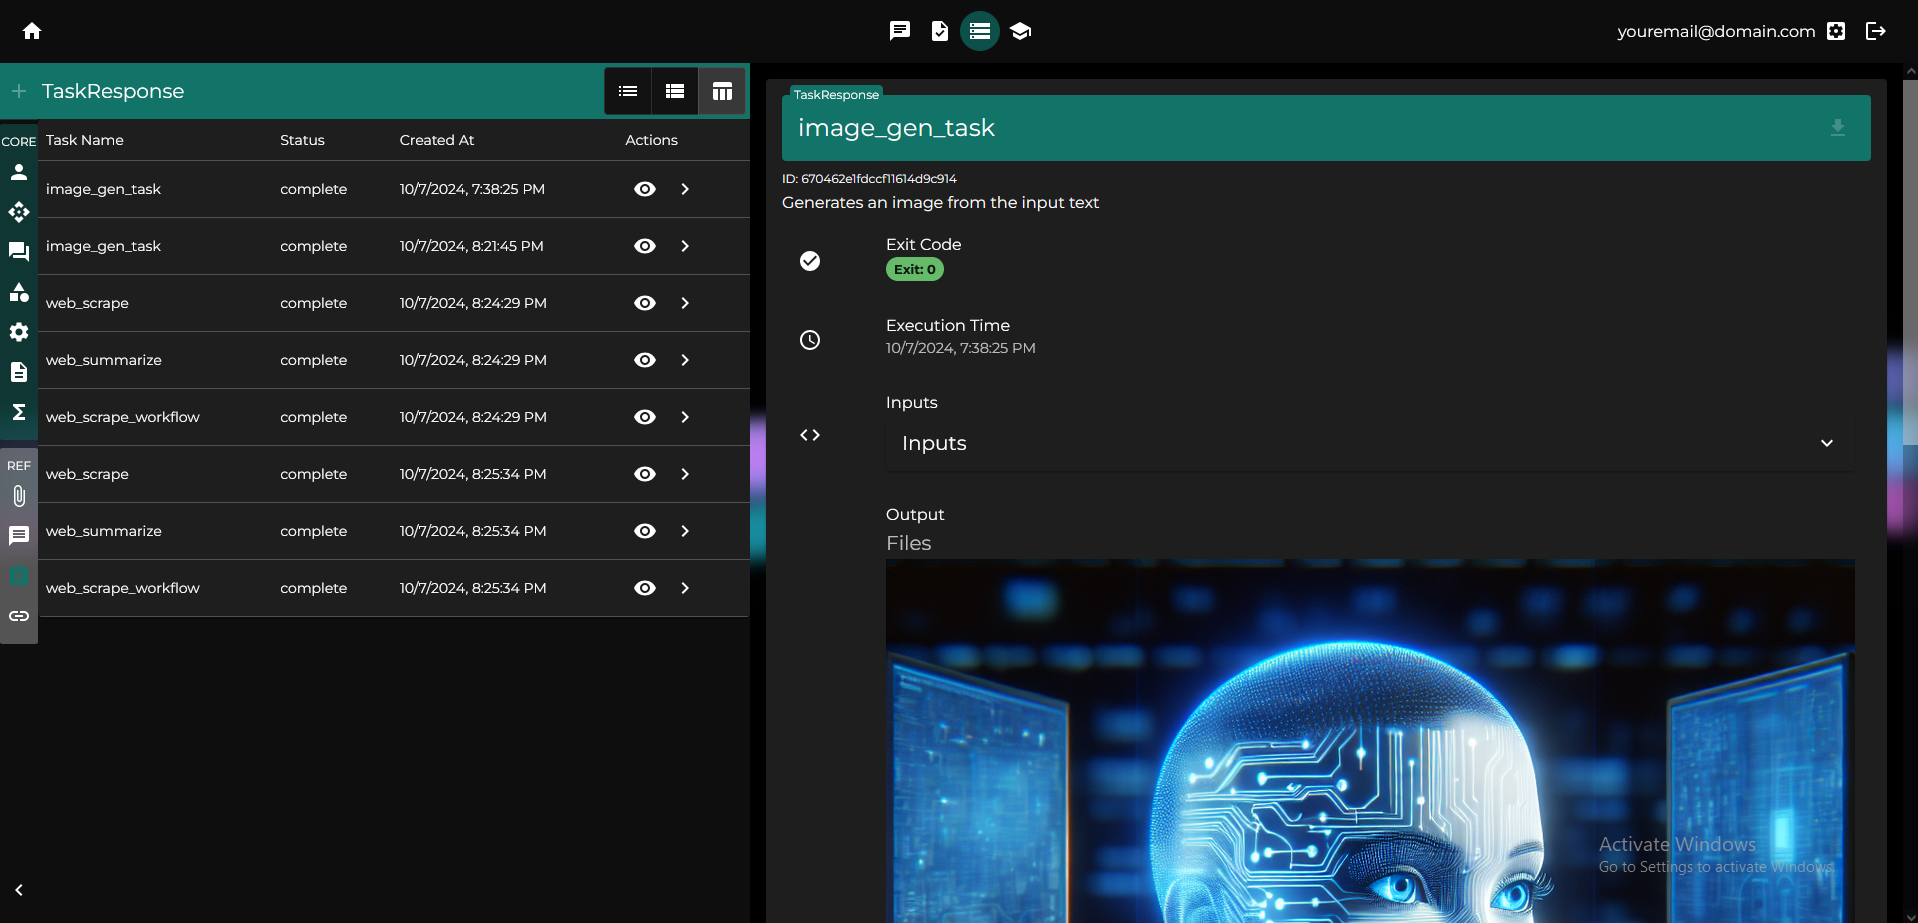 youremail@domain.com
TaskResponse
CORE
Task Name Status Created At Actions
image_gen_task complete 10/7/2024, 7:38:25 PM
image_gen_task complete 10/7/2024, 8:21:45 PM
web_scrape complete 10/7/2024, 8:24:29 PM
web_summarize complete 10/7/2024, 8:24:29 PM
web_scrape_workflow complete 10/7/2024, 8:24:29 PM
REF
web_scrape complete 10/7/2024, 8:25:34 PM
web_summarize complete 10/7/2024, 8:25:34 PM
web_scrape_workflow complete 10/7/2024, 8:25:34 PM
TaskResponse
image_gen_task
ID: 670462e1fdccf11614d9c914
Generates an image from the input text
Exit Code
Exit: 0
Execution Time
10/7/2024, 7:38:25 PM
Inputs
Inputs
Output
Files
Activate Windows
Go to Settings to activate Windows.